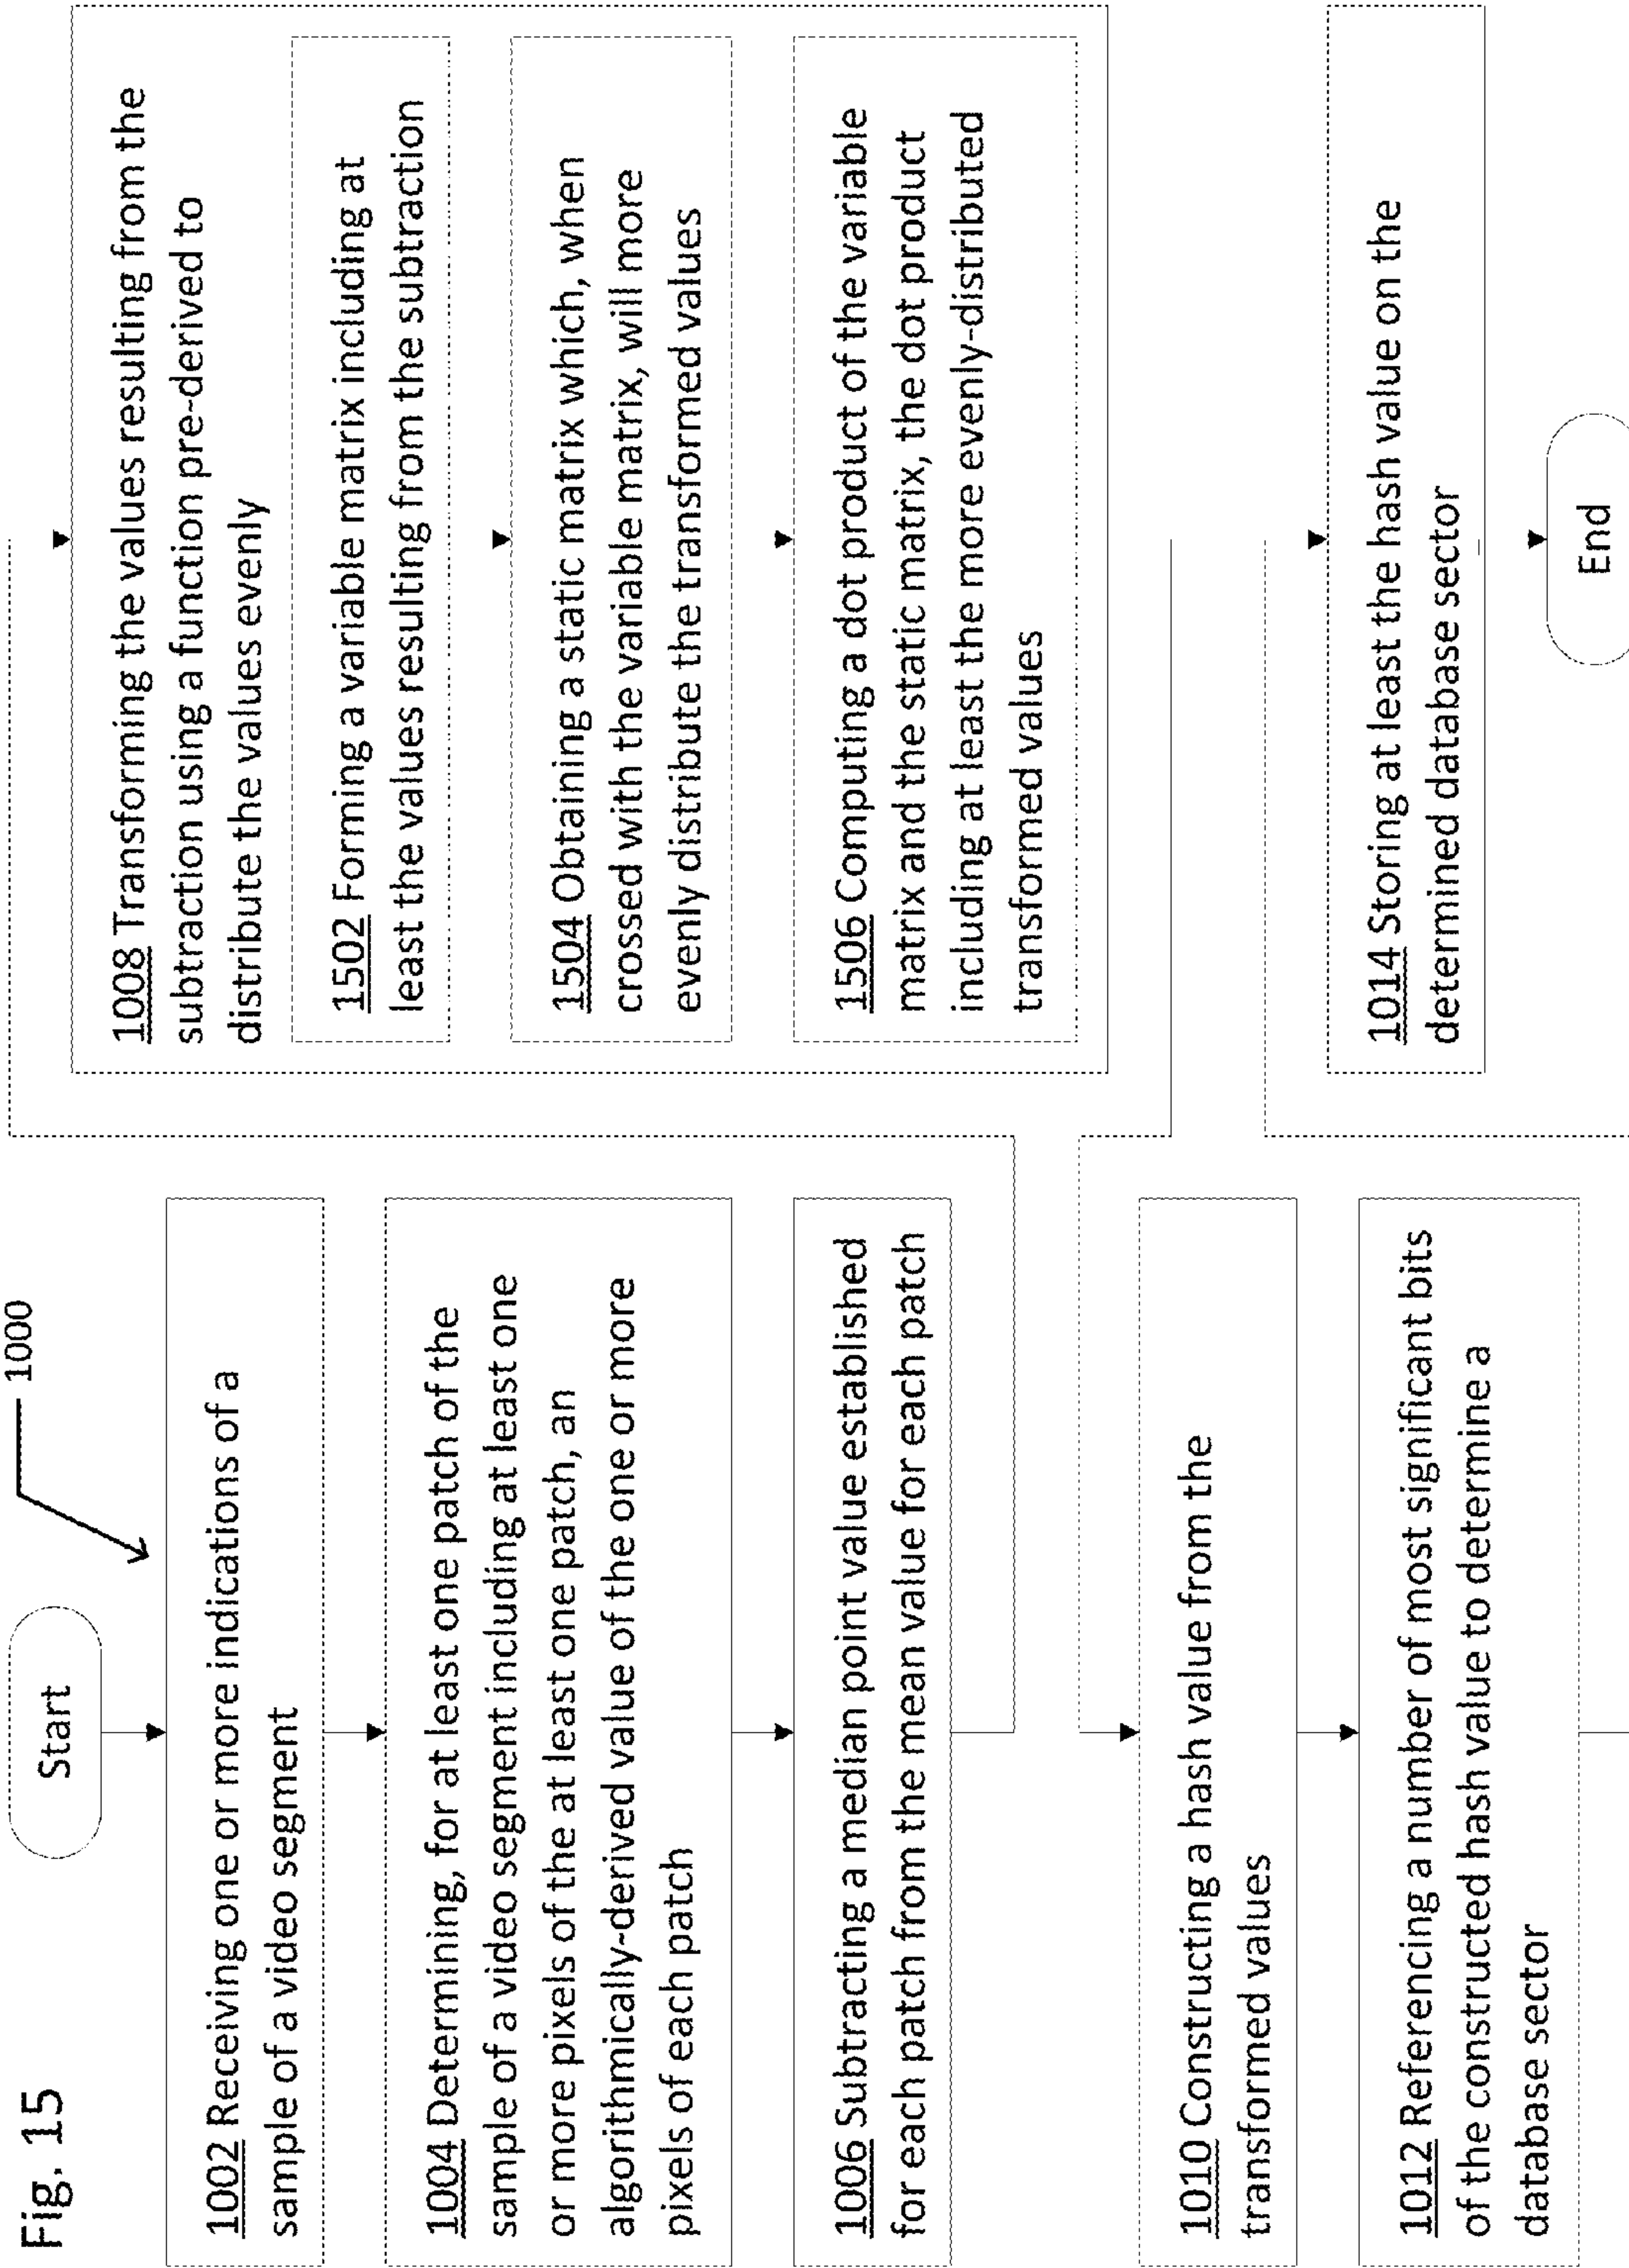 Fig. 15
1000
Start
1002 Receiving one or more indications of a
sample of a video segment
1004 Determining, for at least one patch of the
sample of a video segment including at least one
or more pixels of the at least one patch, an
algorithmically-derived value of the one or more
pixels of each patch
1006 Subtracting a median point value established
for each patch from the mean value for each patch
1008 Transforming the values resulting from the
subtraction using a function pre-derived to
distribute the values evenly
1502 Forming a variable matrix including at
least the values resulting from the subtraction
1504 Obtaining a static matrix which, when
crossed with the variable matrix, will more
evenly distribute the transformed values
1506 Computing a dot product of the variable
matrix and the static matrix, the dot product
including at least the more evenly-distributed
transformed values
1010 Constructing a hash value from the
transformed values
1012 Referencing a number of most significant bits
of the constructed hash value to determine a
database sector
1014 Storing at least the hash value on the
determined database sector
End